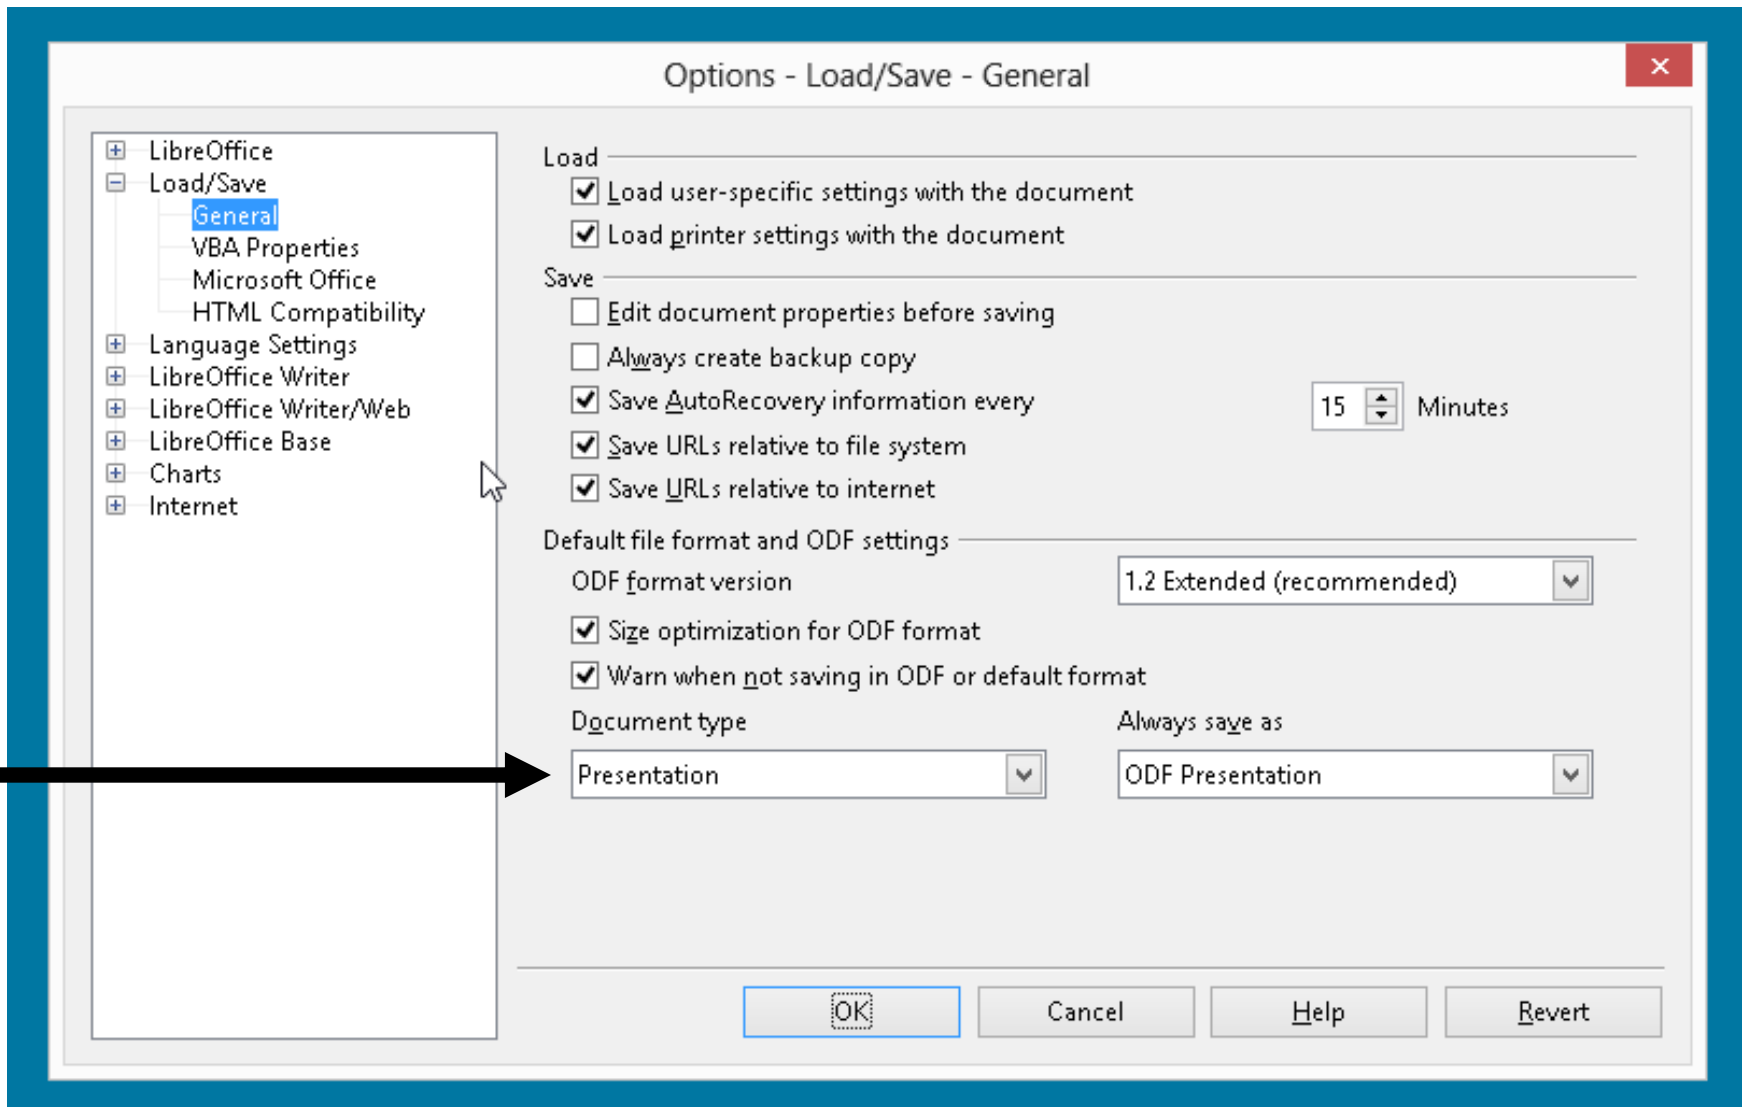 Options - Load/Save - General
LibreOffice
Load/Save
General
VBA Properties
Microsoft Office
HTML Compatibility
Language Settings
LibreOffice Writer
LibreOffice Writer/Web
LibreOffice Base
Charts
Internet
Load
Load user-specific settings with the document
Load printer settings with the document
Save
Edit document properties before saving
Always create backup copy
Save AutoRecovery information every 15 Minutes
Save URLs relative to file system
Save URLs relative to internet
Default file format and ODF settings
ODF format version 1.2 Extended (recommended)
Size optimization for ODF format
Warn when not saving in ODF or default format
Document type Always save as
Presentation ODF Presentation
OK Cancel Help Revert